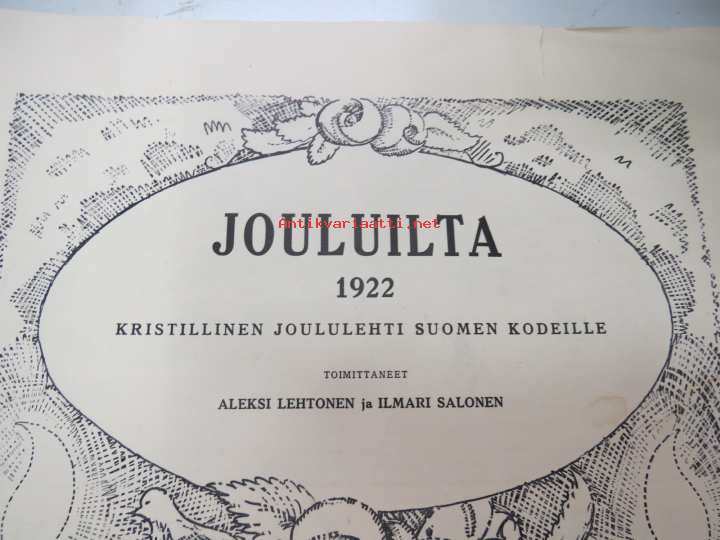 JOULUILTA
Antikvariaatti.net
1922
KRISTILLINEN JOULULEHTI SUOMEN KODEILLE
TOIMITTANEET
ALEKSI LEHTONEN ja ILMARI SALONEN